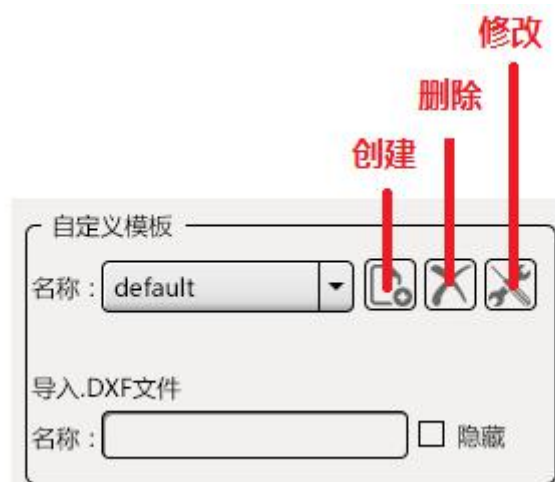 修改
删除
创建
自定义模板
名称：default
导入.DXF文件
名称：
隐藏